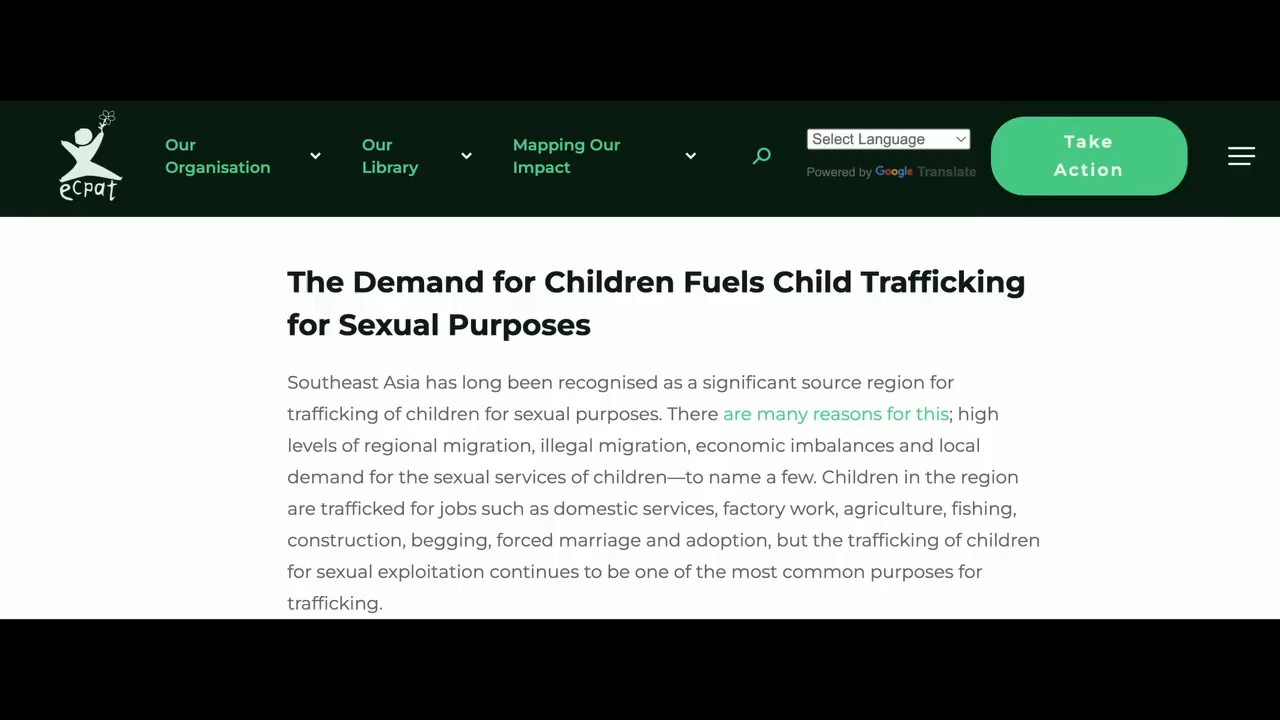 Our
Organisation
Our
Library
Mapping Our
Impact
Select Language
Powered by Google Translate
Take
Action
ecpat
The Demand for Children Fuels Child Trafficking
for Sexual Purposes
Southeast Asia has long been recognised as a significant source region for
trafficking of children for sexual purposes. There are many reasons for this; high
levels of regional migration, illegal migration, economic imbalances and local
demand for the sexual services of children—to name a few. Children in the region
are trafficked for jobs such as domestic services, factory work, agriculture, fishing,
construction, begging, forced marriage and adoption, but the trafficking of children
for sexual exploitation continues to be one of the most common purposes for
trafficking.